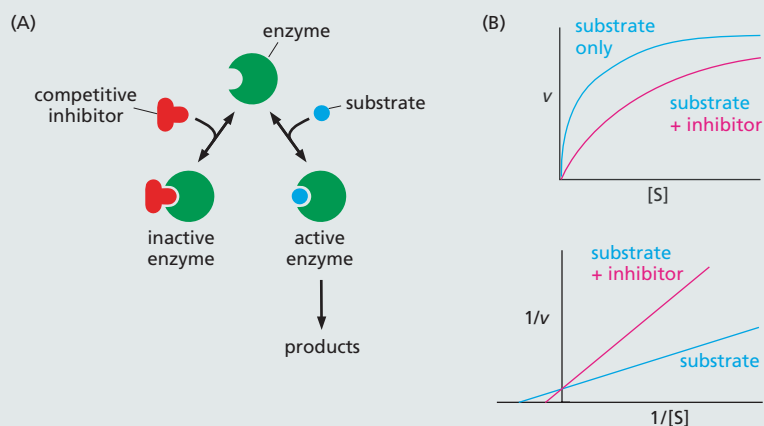 (A)
enzyme
competitive
inhibitor
substrate
inactive
enzyme
active
enzyme
products
(B)
substrate
only
v
substrate
+ inhibitor
[S]
substrate
+ inhibitor
1/v
substrate
1/[S]